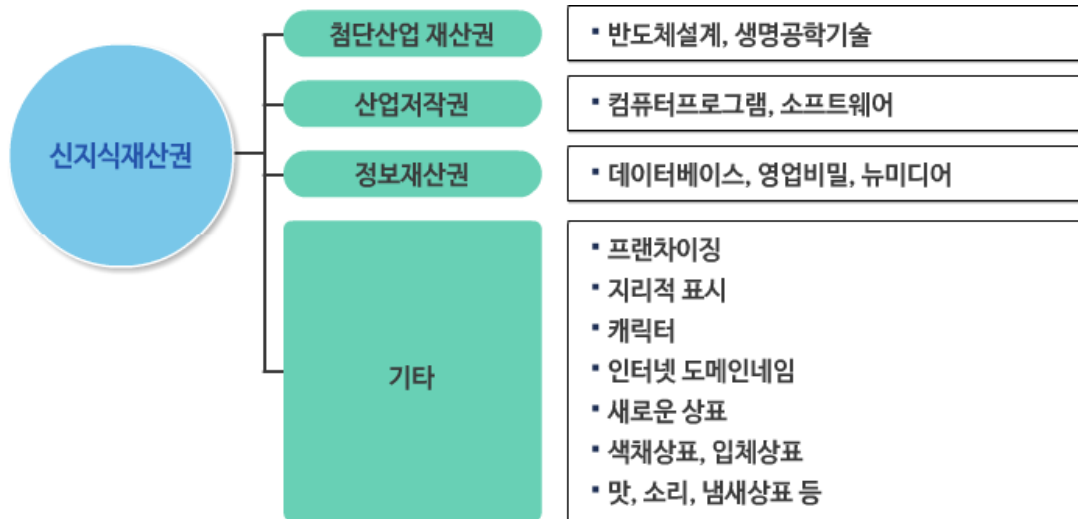 신지식재산권
첨단산업 재산권
▪ 반도체설계, 생명공학기술
산업저작권
▪ 컴퓨터프로그램, 소프트웨어
정보재산권
▪ 데이터베이스, 영업비밀, 뉴미디어
기타
▪ 프랜차이징
▪ 지리적 표시
▪ 캐릭터
▪ 인터넷 도메인네임
▪ 새로운 상표
▪ 색채상표, 입체상표
▪ 맛, 소리, 냄새상표 등